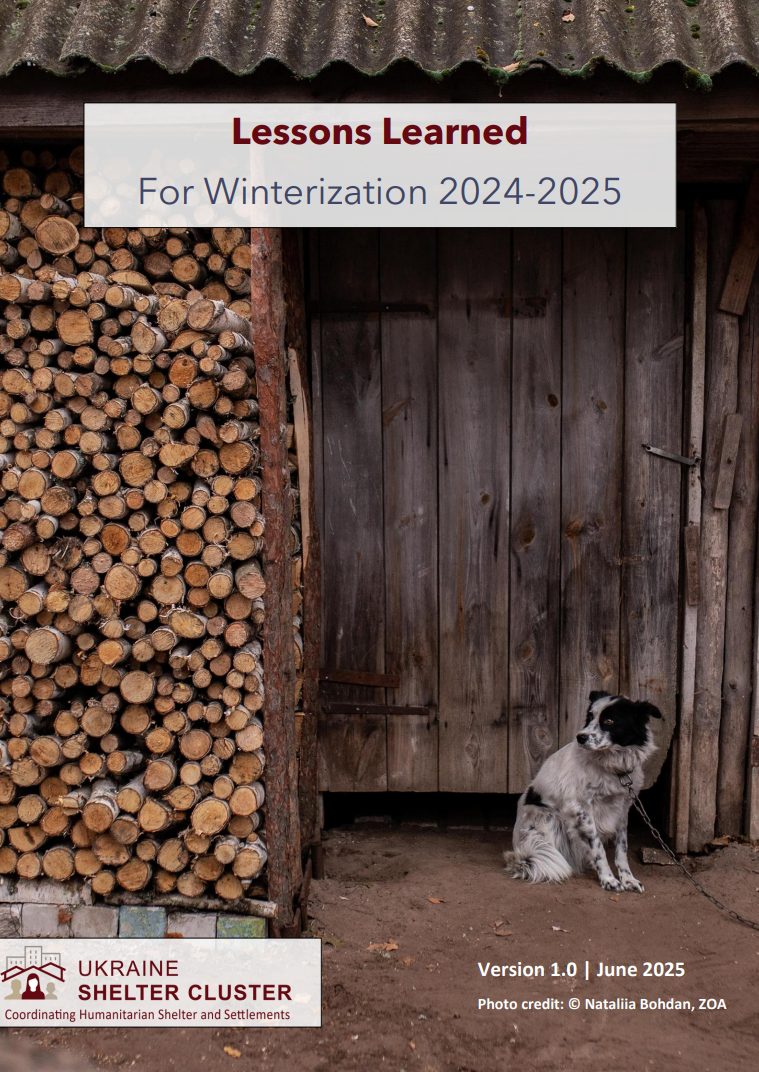 Lessons Learned
For Winterization 2024-2025
UKRAINE
SHELTER CLUSTER
Coordinating Humanitarian Shelter and Settlements
Version 1.0 | June 2025
Photo credit: © Nataliia Bohdan, ZOA